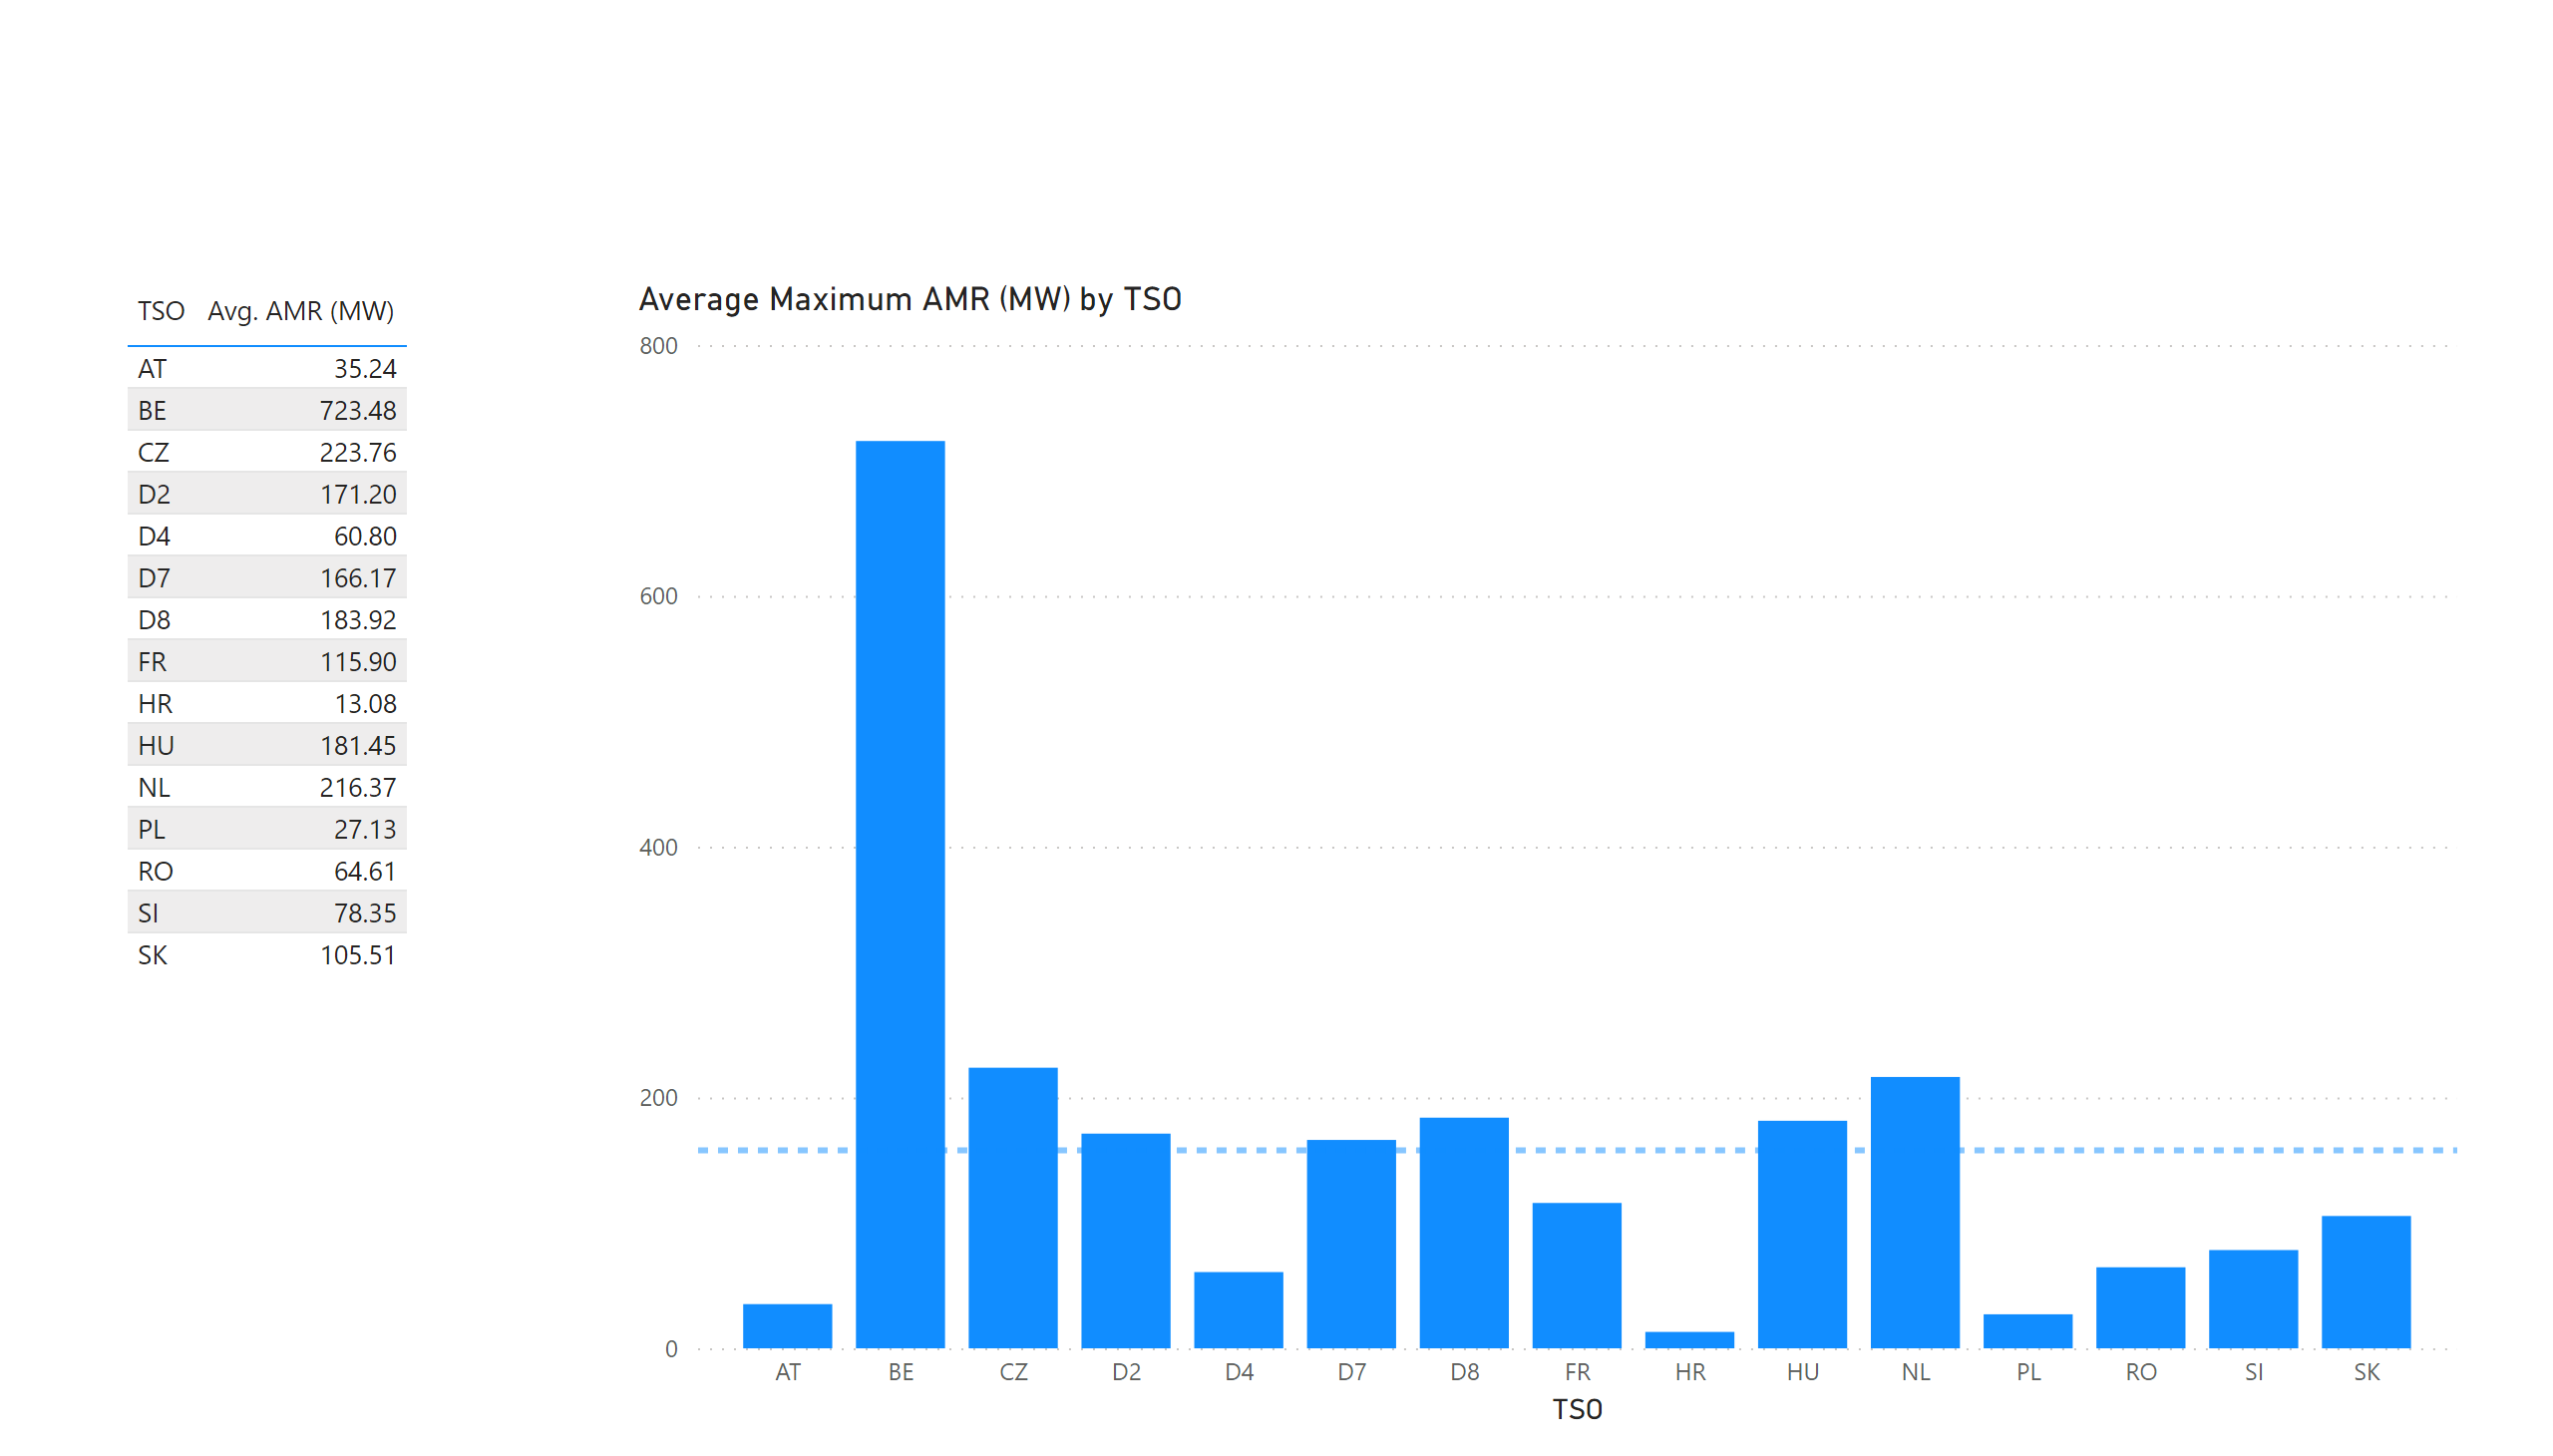 TSO Avg. AMR (MW)
AT 35.24
BE 723.48
CZ 223.76
D2 171.20
D4 60.80
D7 166.17
D8 183.92
FR 115.90
HR 13.08
HU 181.45
NL 216.37
PL 27.13
RO 64.61
SI 78.35
SK 105.51
Average Maximum AMR (MW) by TSO
800
600
400
200
0
AT BE CZ D2 D4 D7 D8 FR HR HU NL PL RO SI SK
TSO